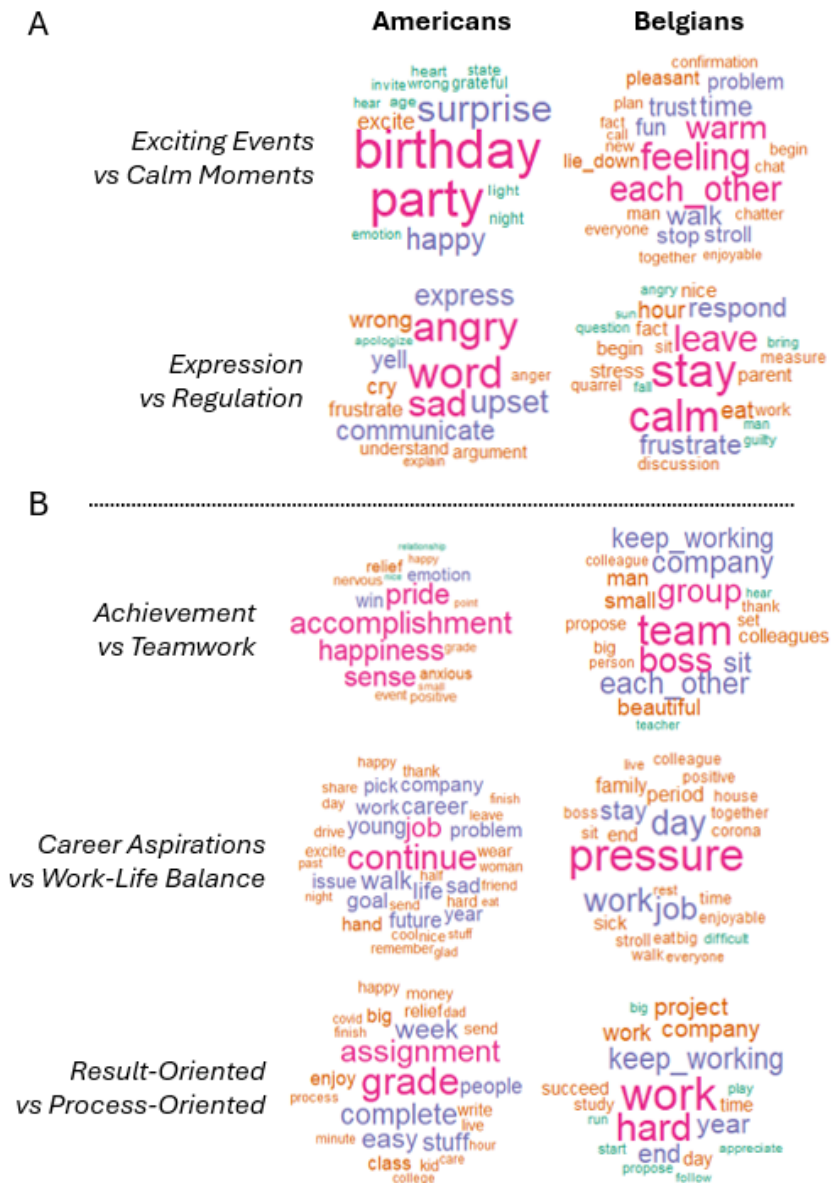 A
Americans
Belgians
Exciting Events
vs Calm Moments
heart state
invite wrong grateful
hear age surprise
excite
birthday
party light
night
emotion happy
confirmation
pleasant problem
plan trust time
fact fun warm
call
new feeling begin
lie_down chat
each_other
man walk chatter
everyone stop stroll
together enjoyable
Expression
vs Regulation
express
wrong angry
apologize
yell word anger
cry sad upset
frustrate
communicate
understand argument
explain
angry nice
sun hour respond
question fact leave bring
begin sit measure
stress stay parent
quarrel fall
calm eat work
man
frustrate guilty
discussion
B
Achievement
vs Teamwork
relationship
relief happy
nervous nice emotion
win pride point
accomplishment
happiness grade
sense anxious
small
event positive
keep_working
colleague company
man group hear
small thank
propose team set
colleagues
big boss sit
person
each_other
beautiful
teacher
Career Aspirations
vs Work-Life Balance
happy thank
share pick company
day work career finish
leave
drive young job problem
excite continue wear
past woman
issue walk half life sad friend
night goal send hard eat
hand future year
cool nice stuff
remember glad
live colleague
positive
family period house
boss stay day together
sit end corona
pressure
work rest job time
enjoyable
sick
stroll eat big difficult
walk everyone
Result-Oriented
vs Process-Oriented
happy money
covid big relief dad
finish week send
assignment
enjoy grade people
process
complete write
live
minute easy stuff hour
class kid care
college
big project
work company
keep_working
succeed work play
study time
run hard year
start end day appreciate
propose follow